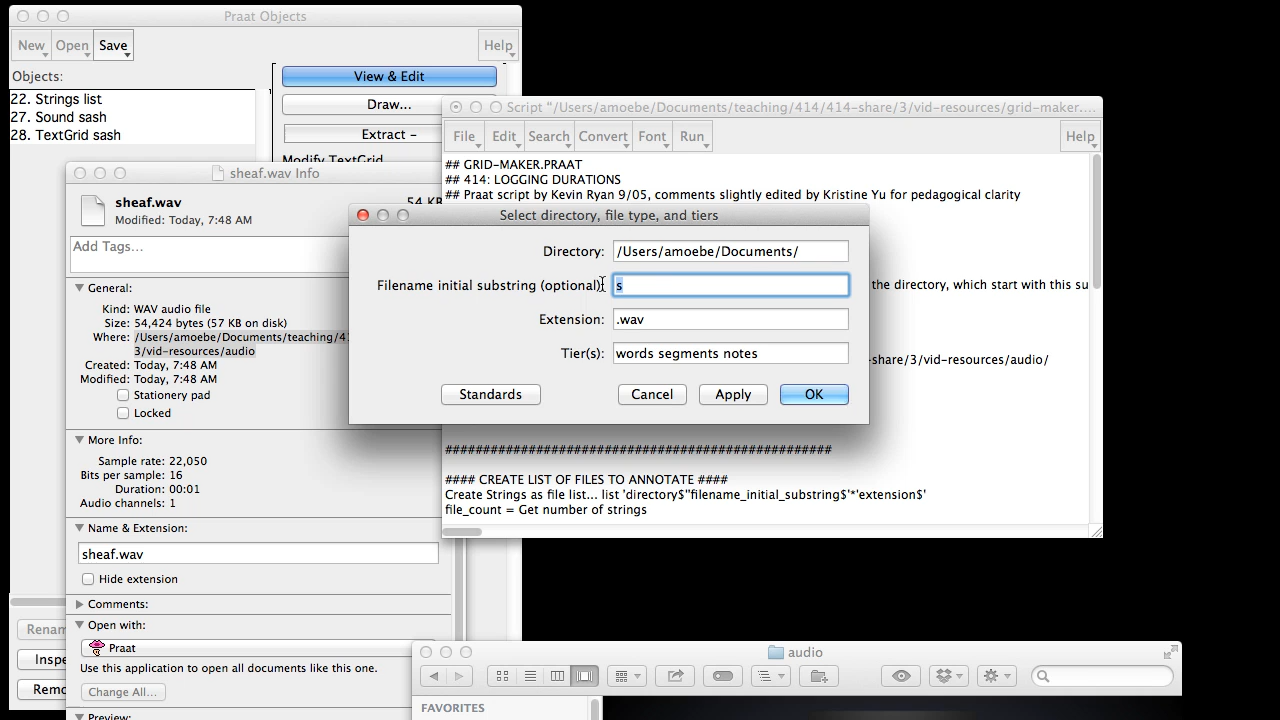 Praat Objects
New
Open
Save
Help
Objects:
22. Strings list
27. Sound sash
28. TextGrid sash
View & Edit
Draw...
Extract –
Modify TextGrid
Script "/Users/amoebe/Documents/teaching/414/414-share/3/vid-resources/grid-maker....
File
Edit
Search
Convert
Font
Run
Help
## GRID-MAKER.PRAAT
## 414: LOGGING DURATIONS
## Praat script by Kevin Ryan 9/05, comments slightly edited by Kristine Yu for pedagogical clarity
the directory, which start with this su
share/3/vid-resources/audio/
################################################
#### CREATE LIST OF FILES TO ANNOTATE ####
Create Strings as file list... list 'directory$''filename_initial_substring$'*'extension$'
file_count = Get number of strings
Select directory, file type, and tiers
Directory:
/Users/amoebe/Documents/
Filename initial substring (optional):
s
Extension:
.wav
Tier(s):
words segments notes
Standards
Cancel
Apply
OK
sheaf.wav Info
sheaf.wav
54 KB
Modified: Today, 7:48 AM
Add Tags...
General:
Kind: WAV audio file
Size: 54,424 bytes (57 KB on disk)
Where: /Users/amoebe/Documents/teaching/41
3/vid-resources/audio
Created: Today, 7:48 AM
Modified: Today, 7:48 AM
Stationery pad
Locked
More Info:
Sample rate: 22,050
Bits per sample: 16
Duration: 00:01
Audio channels: 1
Name & Extension:
sheaf.wav
Hide extension
Comments:
Open with:
Praat
Use this application to open all documents like this one.
Change All...
Preview:
Renam
Inspe
Remo
audio
FAVORITES